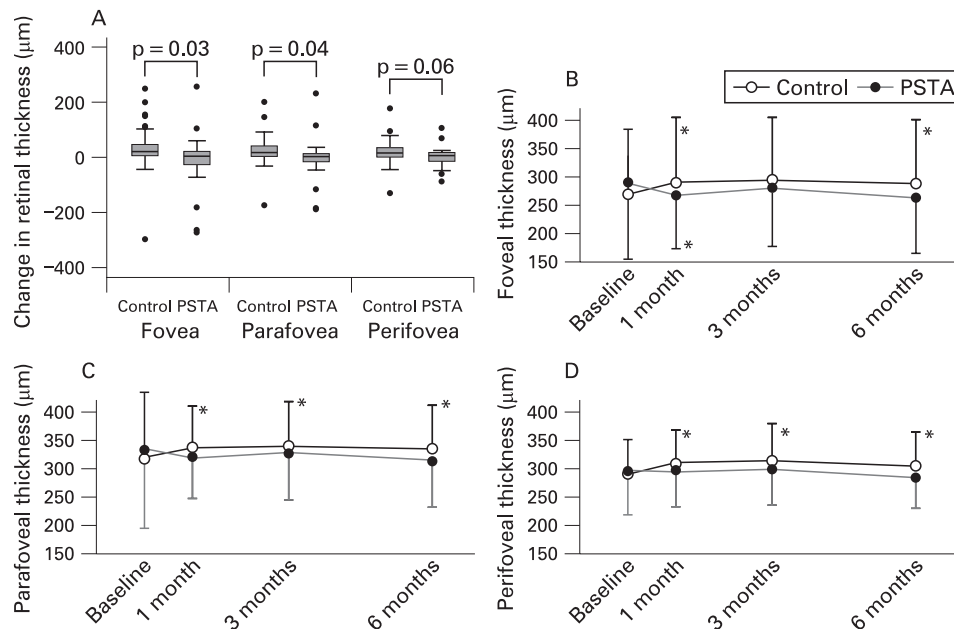 A
Change in retinal thickness (μm)
400
200
0
−200
−400
p = 0.03
p = 0.04
p = 0.06
Control PSTA
Control PSTA
Control PSTA
Fovea
Parafovea
Perifovea
B
Control
PSTA
Foveal thickness (μm)
400
350
300
250
200
150
*
*
*
Baseline
1 month
3 months
6 months
C
Parafoveal thickness (μm)
400
350
300
250
200
150
*
*
*
Baseline
1 month
3 months
6 months
D
Perifoveal thickness (μm)
400
350
300
250
200
150
*
*
*
Baseline
1 month
3 months
6 months